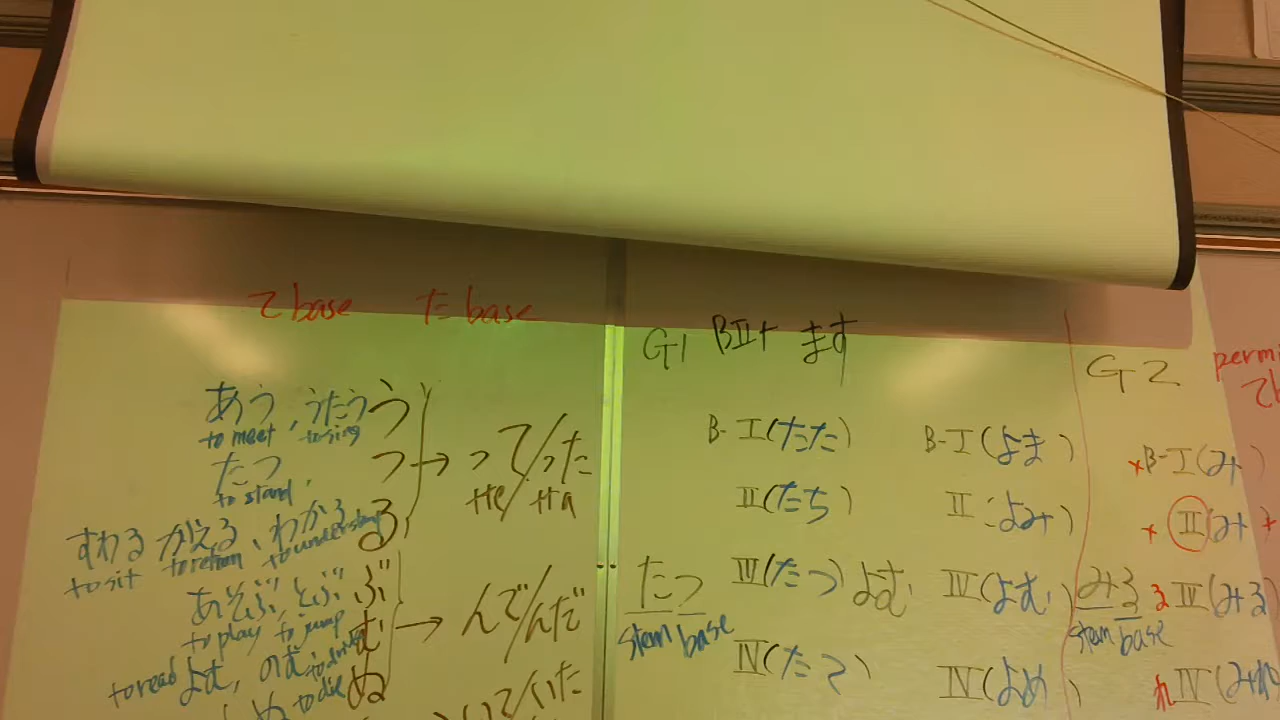 て base た base
あう, うたう う
to meet, to sing
たつ つ → って/った
to stand tte/tta
すわる かえる、わかる る
to sit to return to understand
あそぶ、とぶ ぶ
to play to jump → んで/んだ
to read よむ, のむ む
to die ぬ
いて/いた
G1 BⅡ+ ます
B-Ⅰ(たた) B-Ⅰ(よま)
Ⅱ(たち) Ⅱ(よみ)
たつ Ⅲ(たつ) よむ Ⅳ(よむ)
stem base
Ⅳ(たて) Ⅳ(よめ)
G2
×B-Ⅰ(み)
×Ⅱ(み)
みる る Ⅲ(みる)
stem base
れ Ⅳ(みれ